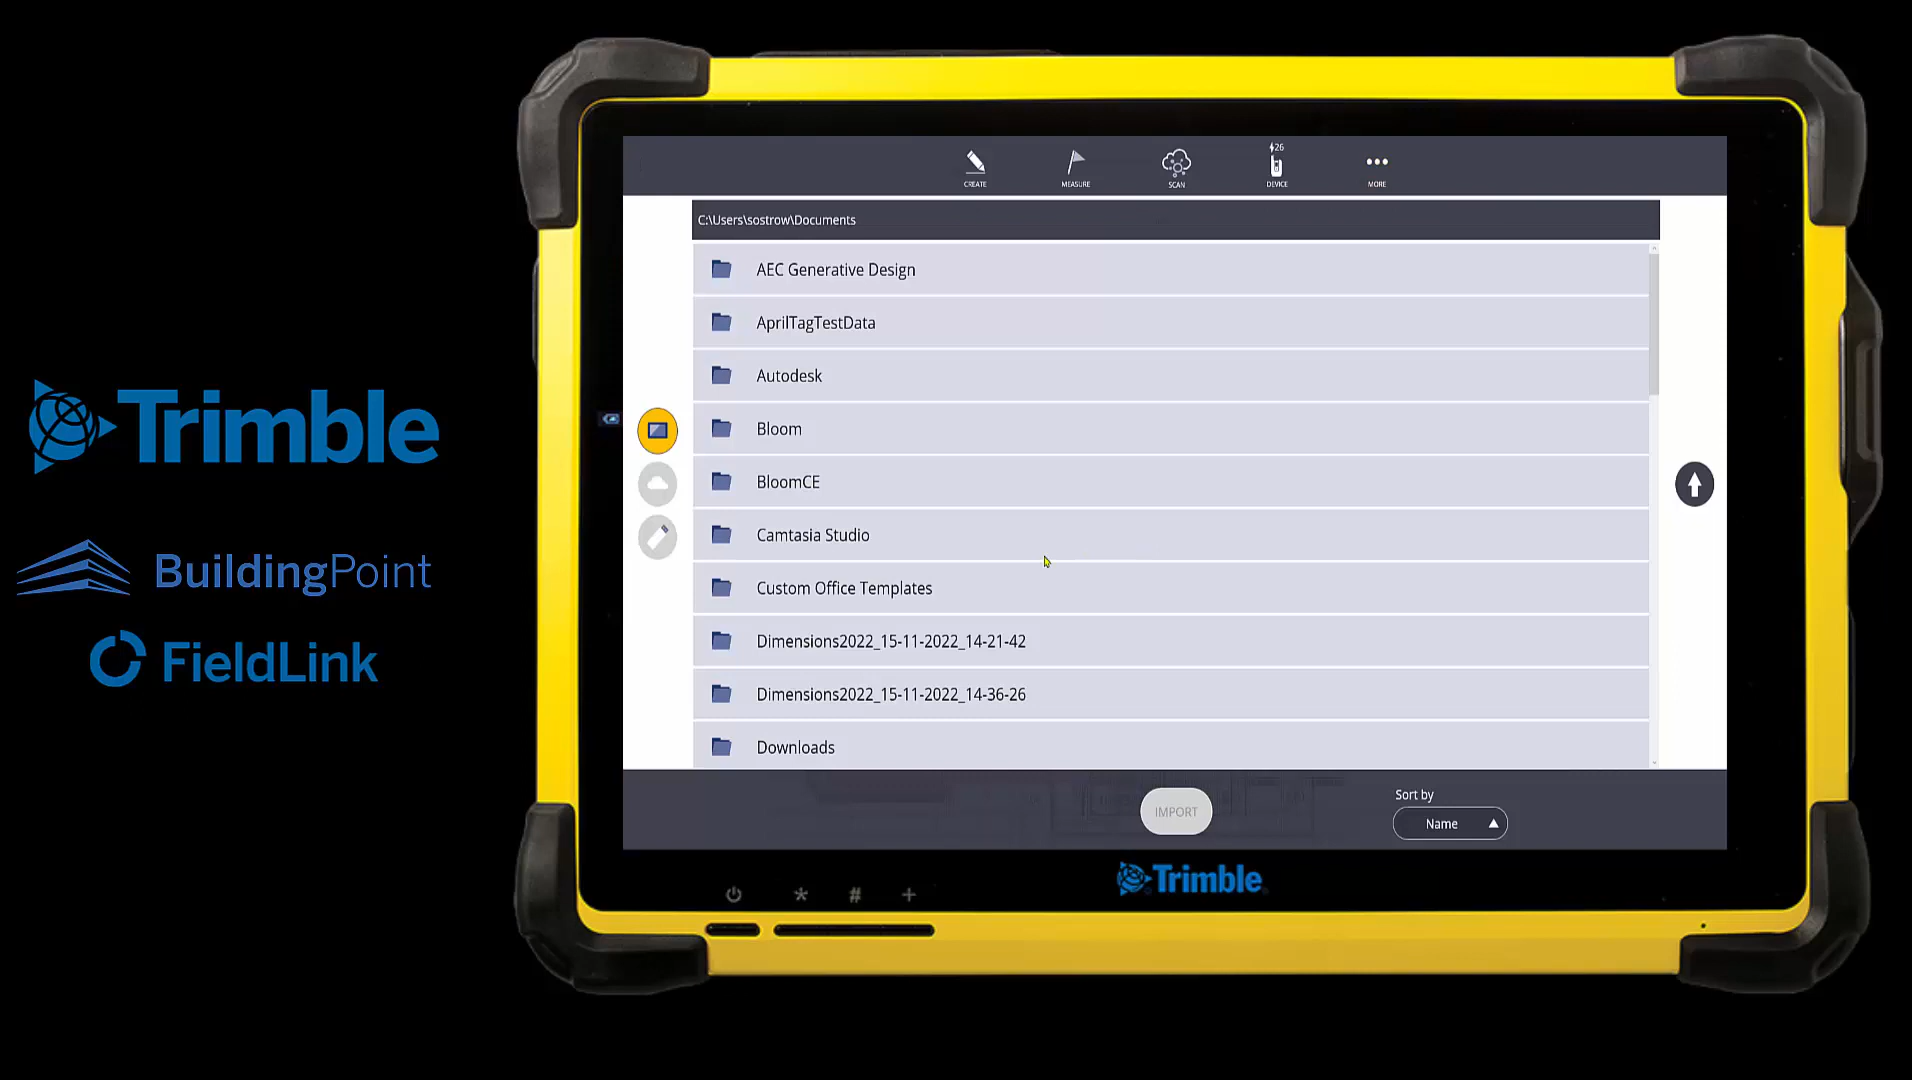 Trimble
BuildingPoint
FieldLink
CREATE
MEASURE
SCAN
26
DEVICE
MORE
C:\Users\sostrow\Documents
AEC Generative Design
AprilTagTestData
Autodesk
Bloom
BloomCE
Camtasia Studio
Custom Office Templates
Dimensions2022_15-11-2022_14-21-42
Dimensions2022_15-11-2022_14-36-26
Downloads
IMPORT
Sort by
Name
Trimble
* # +